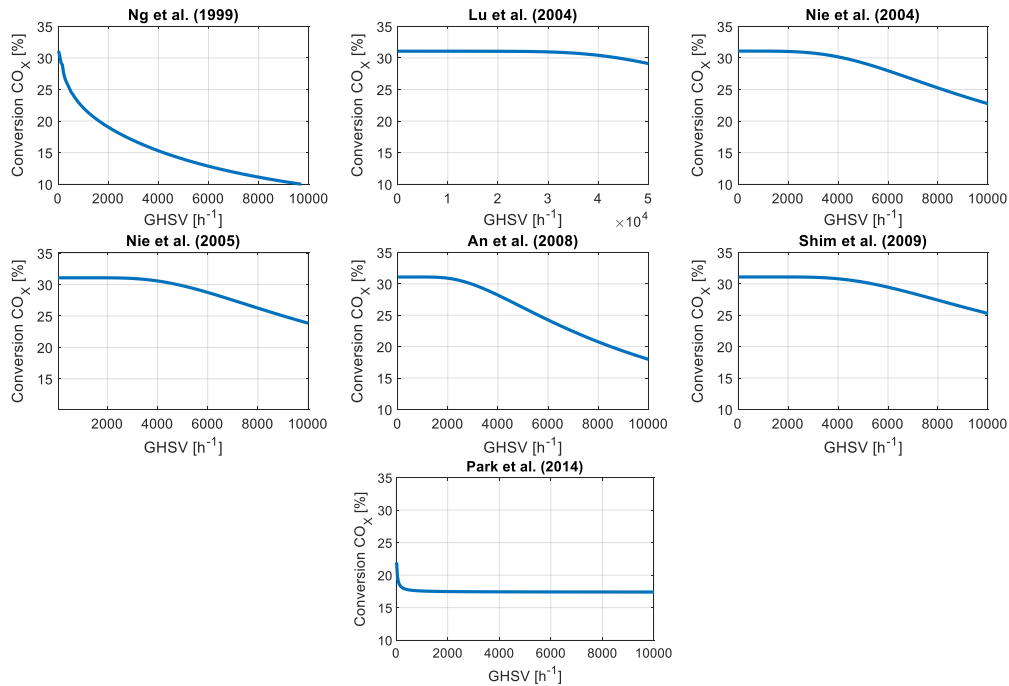 Ng et al. (1999)
Conversion CO_X [%]
35
30
25
20
15
10
0 2000 4000 6000 8000 10000
GHSV [h^-1]
Lu et al. (2004)
Conversion CO_X [%]
35
30
25
20
15
10
0 1 2 3 4 5
GHSV [h^-1]
×10^4
Nie et al. (2004)
Conversion CO_X [%]
35
30
25
20
15
10
0 2000 4000 6000 8000 10000
GHSV [h^-1]
Nie et al. (2005)
Conversion CO_X [%]
35
30
25
20
15
2000 4000 6000 8000 10000
GHSV [h^-1]
An et al. (2008)
Conversion CO_X [%]
35
30
25
20
15
10
0 2000 4000 6000 8000 10000
GHSV [h^-1]
Shim et al. (2009)
Conversion CO_X [%]
35
30
25
20
15
10
0 2000 4000 6000 8000 10000
GHSV [h^-1]
Park et al. (2014)
Conversion CO_X [%]
35
30
25
20
15
10
0 2000 4000 6000 8000 10000
GHSV [h^-1]